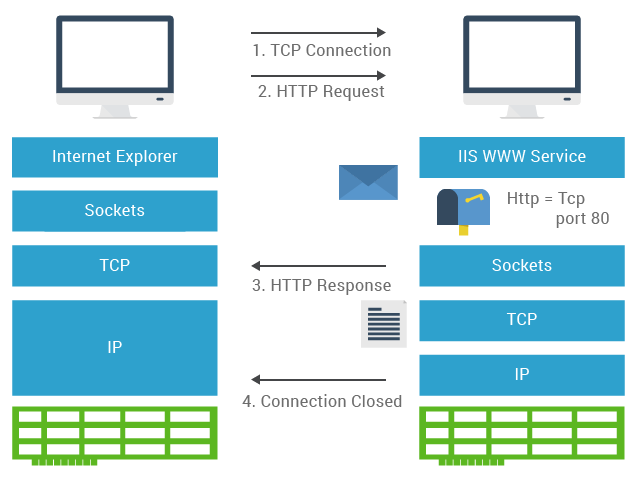 1. TCP Connection
2. HTTP Request
Internet Explorer
Sockets
TCP
IP
IIS WWW Service
Http = Tcp
port 80
Sockets
TCP
IP
3. HTTP Response
4. Connection Closed